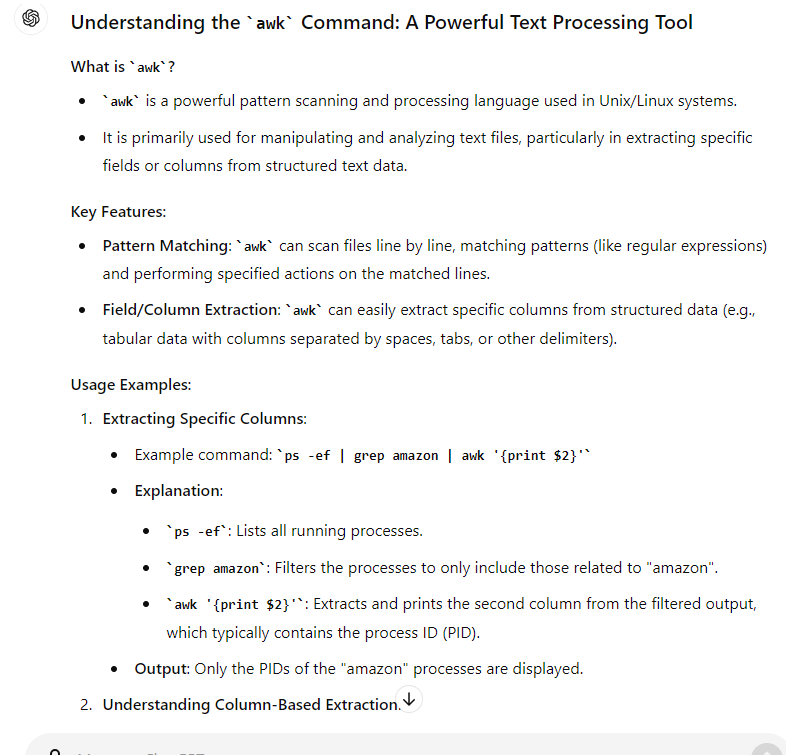 Understanding the `awk` Command: A Powerful Text Processing Tool
What is `awk`?
• `awk` is a powerful pattern scanning and processing language used in Unix/Linux systems.
• It is primarily used for manipulating and analyzing text files, particularly in extracting specific
fields or columns from structured text data.
Key Features:
• Pattern Matching: `awk` can scan files line by line, matching patterns (like regular expressions)
and performing specified actions on the matched lines.
• Field/Column Extraction: `awk` can easily extract specific columns from structured data (e.g.,
tabular data with columns separated by spaces, tabs, or other delimiters).
Usage Examples:
1. Extracting Specific Columns:
• Example command: `ps -ef | grep amazon | awk '{print $2}'`
• Explanation:
• `ps -ef`: Lists all running processes.
• `grep amazon`: Filters the processes to only include those related to "amazon".
• `awk '{print $2}'`: Extracts and prints the second column from the filtered output,
which typically contains the process ID (PID).
• Output: Only the PIDs of the "amazon" processes are displayed.
2. Understanding Column-Based Extraction.